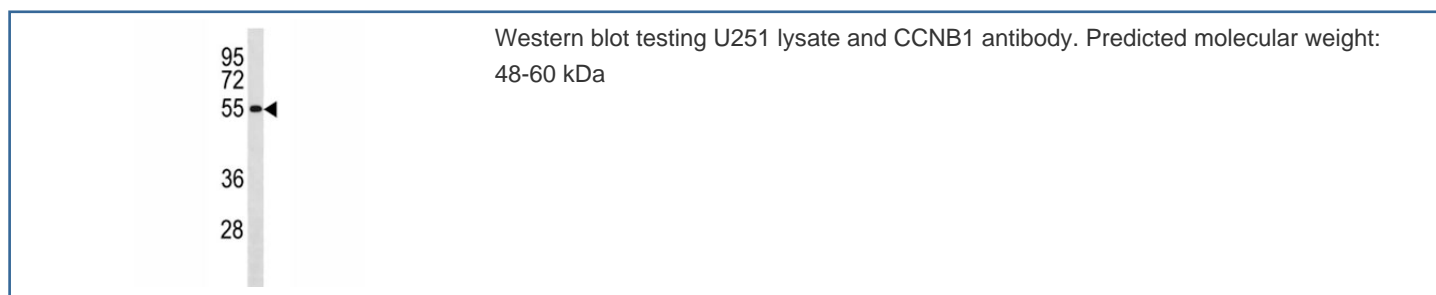 95
72
55
36
28
Western blot testing U251 lysate and CCNB1 antibody. Predicted molecular weight:
48-60 kDa